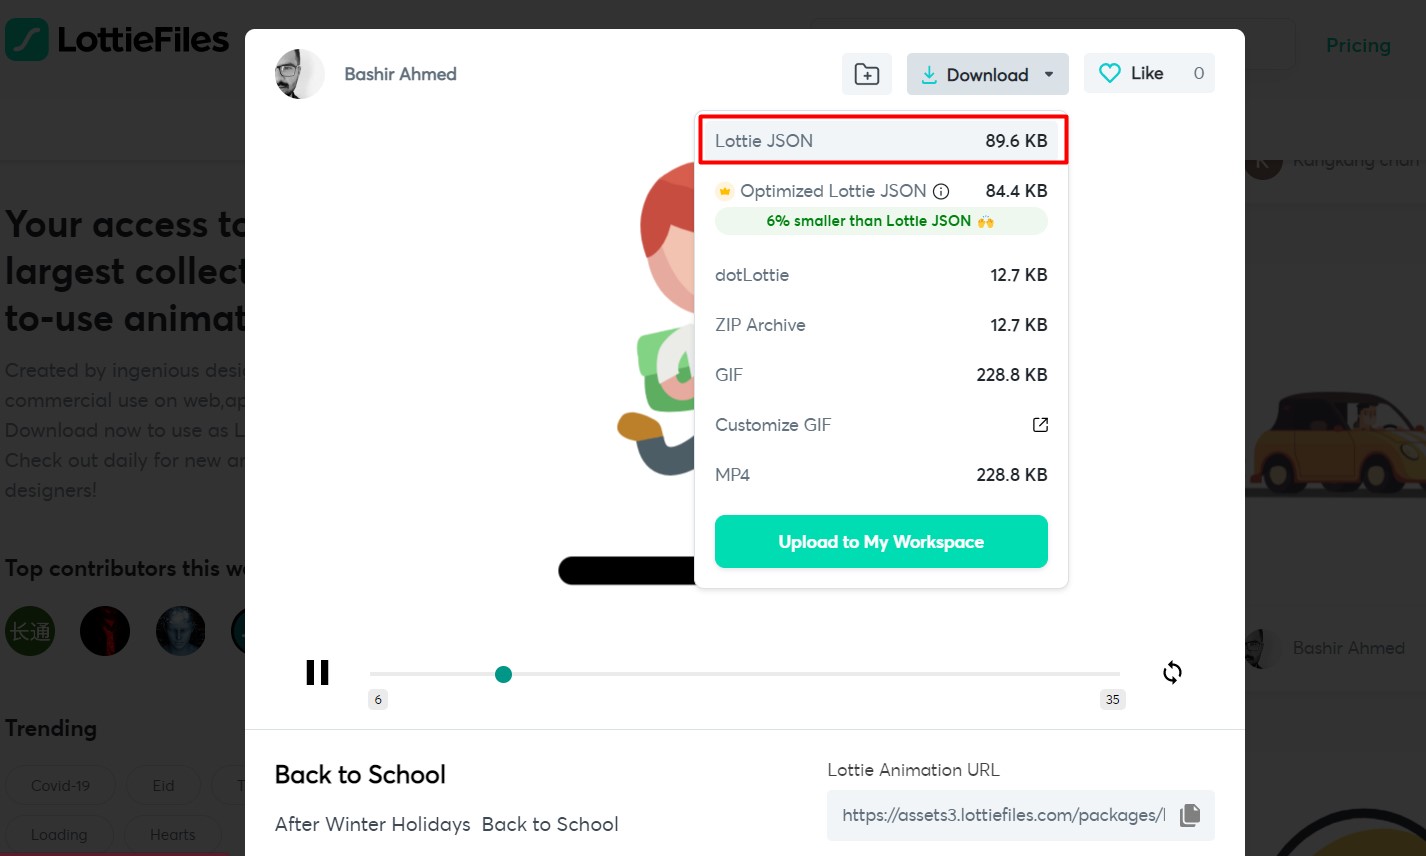 LottieFiles
Pricing
Bashir Ahmed
Download
Like 0
Lottie JSON 89.6 KB
Optimized Lottie JSON 84.4 KB
6% smaller than Lottie JSON 🙌
dotLottie 12.7 KB
ZIP Archive 12.7 KB
GIF 228.8 KB
Customize GIF
MP4 228.8 KB
Upload to My Workspace
6
35
Back to School
After Winter Holidays Back to School
Lottie Animation URL
https://assets3.lottiefiles.com/packages/l
Your access to
largest collect
to-use animat
Created by ingenious desi
commercial use on web,ap
Download now to use as L
Check out daily for new an
designers!
Top contributors this we
长通
Trending
Covid-19
Eid
T
Loading
Hearts
K
Kangkang chan
Bashir Ahmed